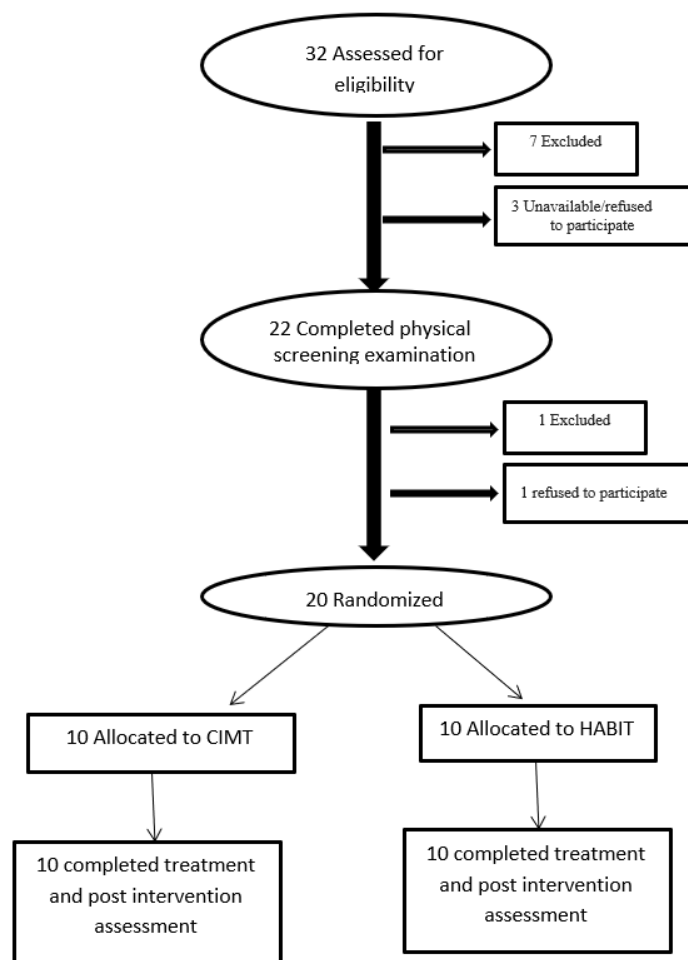 32 Assessed for
eligibility
7 Excluded
3 Unavailable/refused
to participate
22 Completed physical
screening examination
1 Excluded
1 refused to participate
20 Randomized
10 Allocated to CIMT
10 Allocated to HABIT
10 completed treatment
and post intervention
assessment
10 completed treatment
and post intervention
assessment